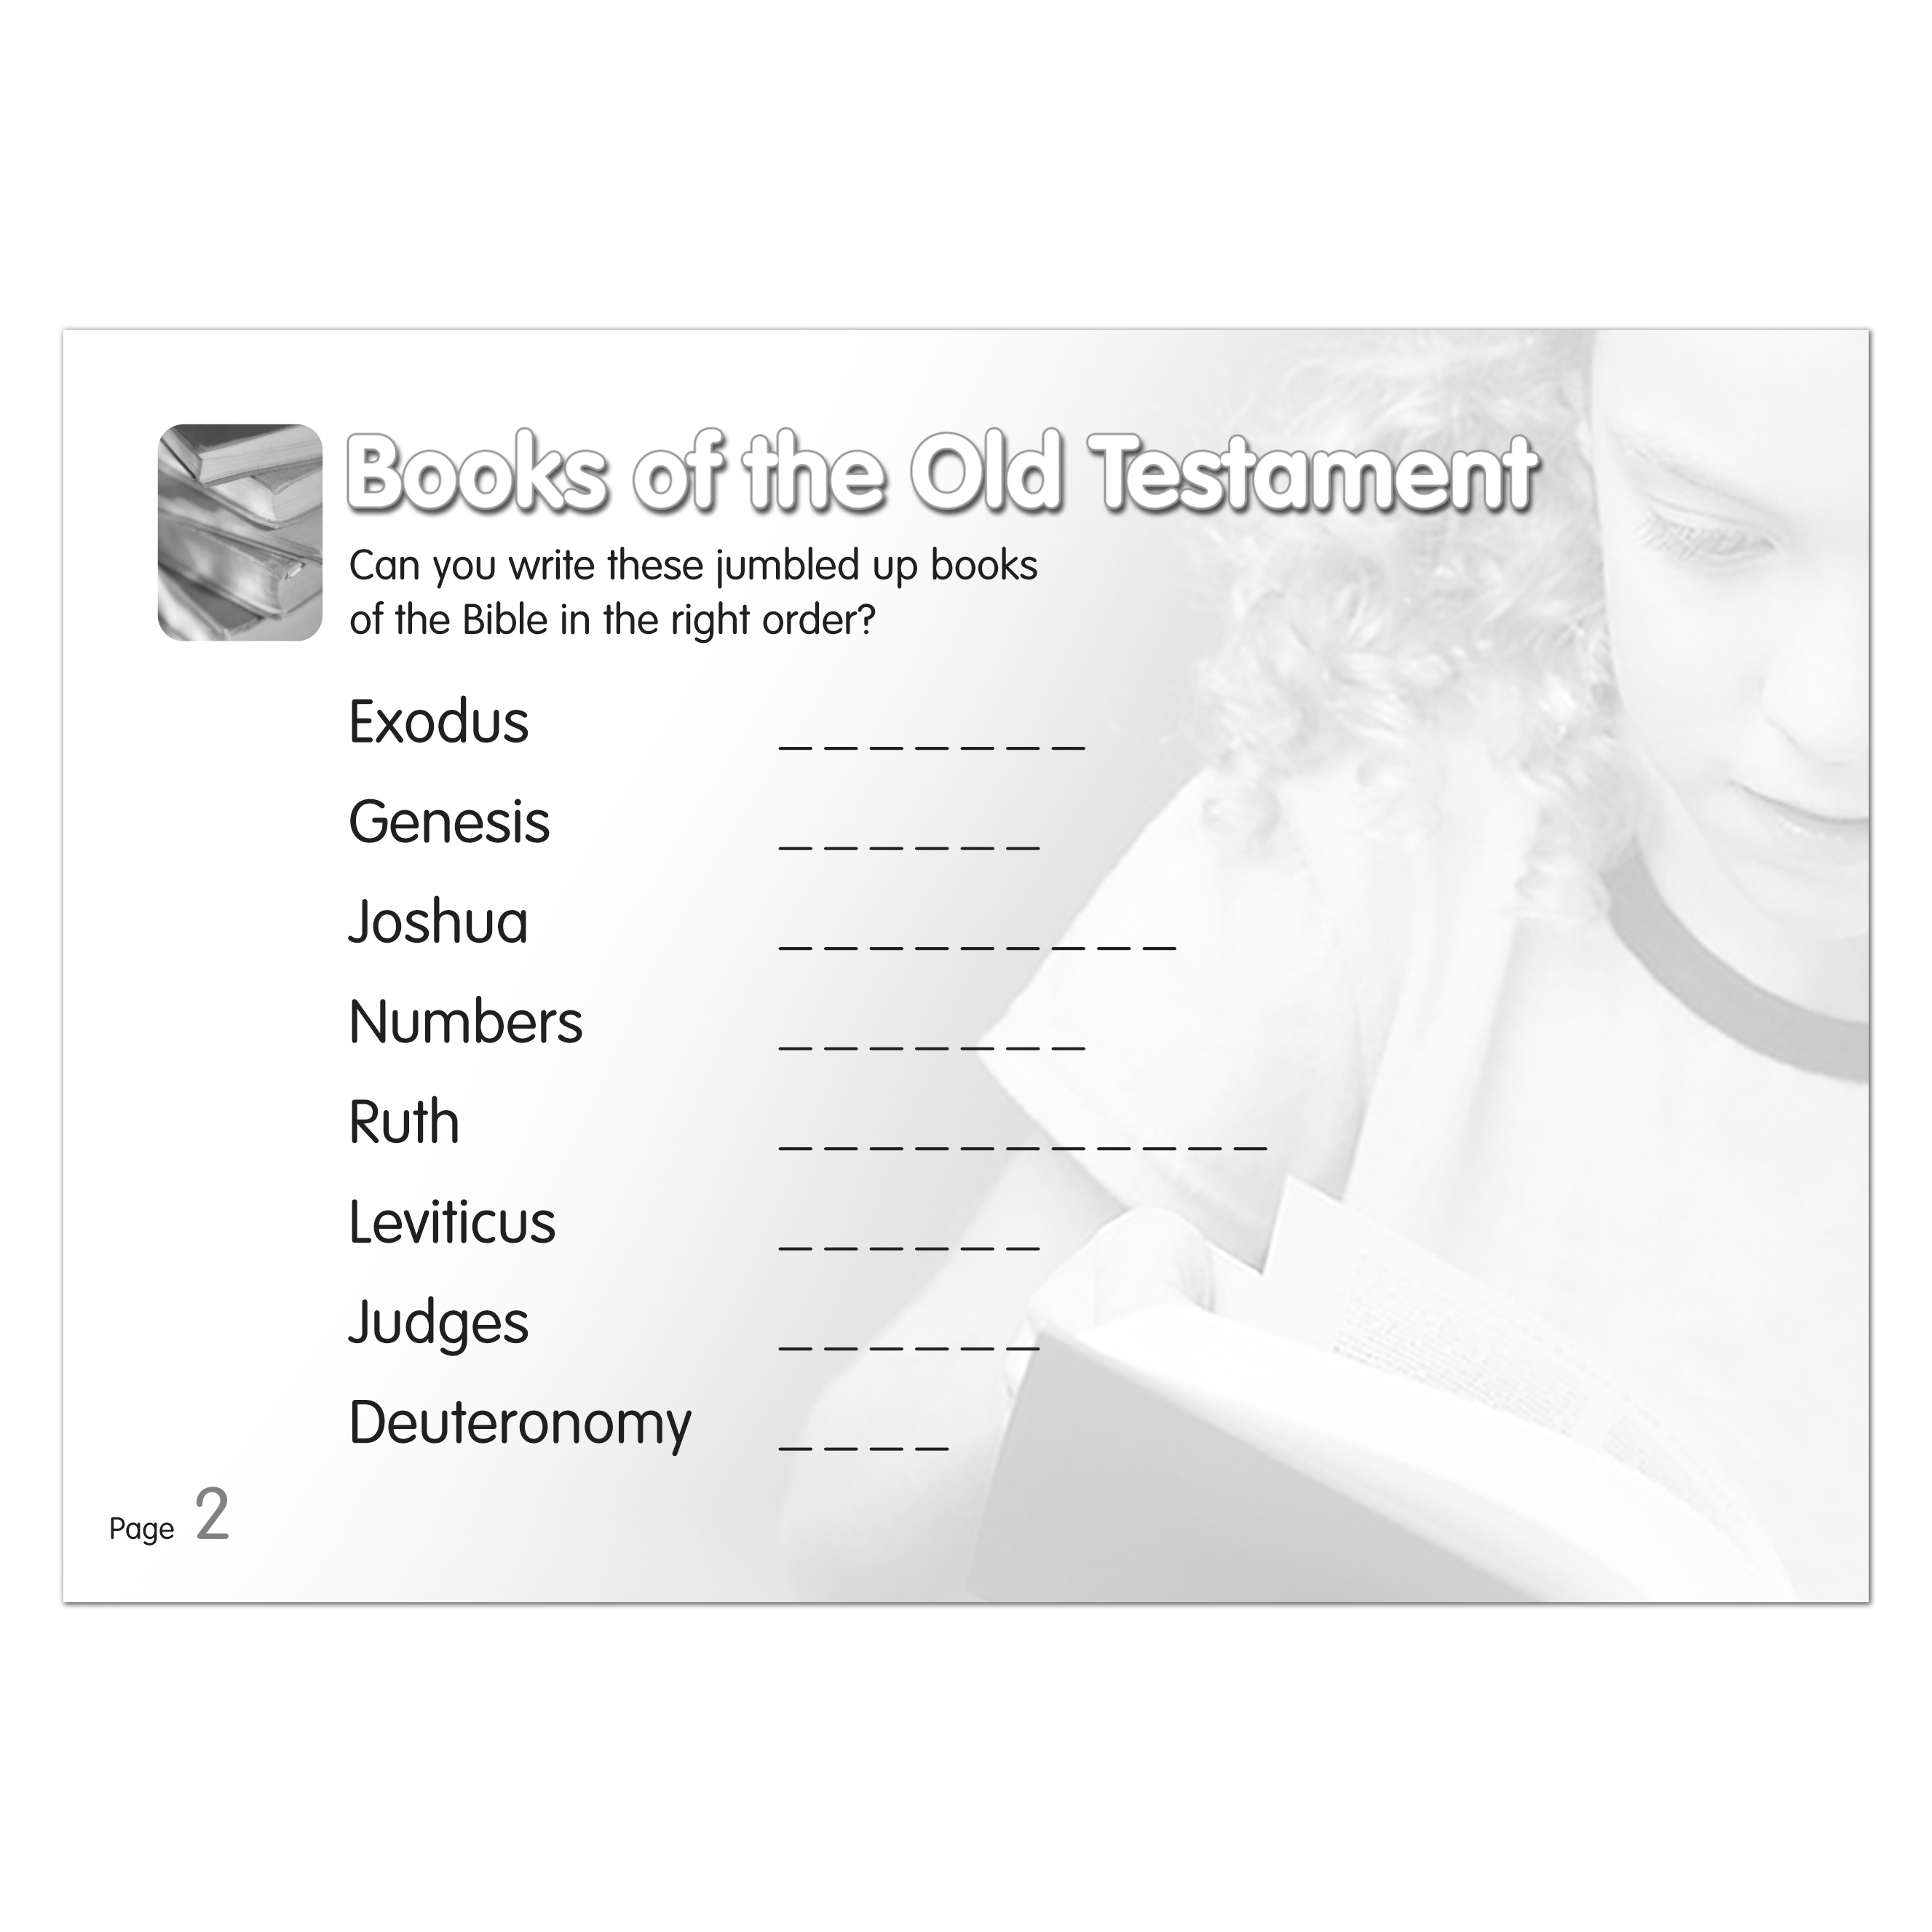 Books of the Old Testament
Can you write these jumbled up books
of the Bible in the right order?
Exodus _ _ _ _ _ _ _
Genesis _ _ _ _ _ _
Joshua _ _ _ _ _ _ _ _ _
Numbers _ _ _ _ _ _ _
Ruth _ _ _ _ _ _ _ _ _ _ _
Leviticus _ _ _ _ _ _
Judges _ _ _ _ _ _
Deuteronomy _ _ _ _
Page 2